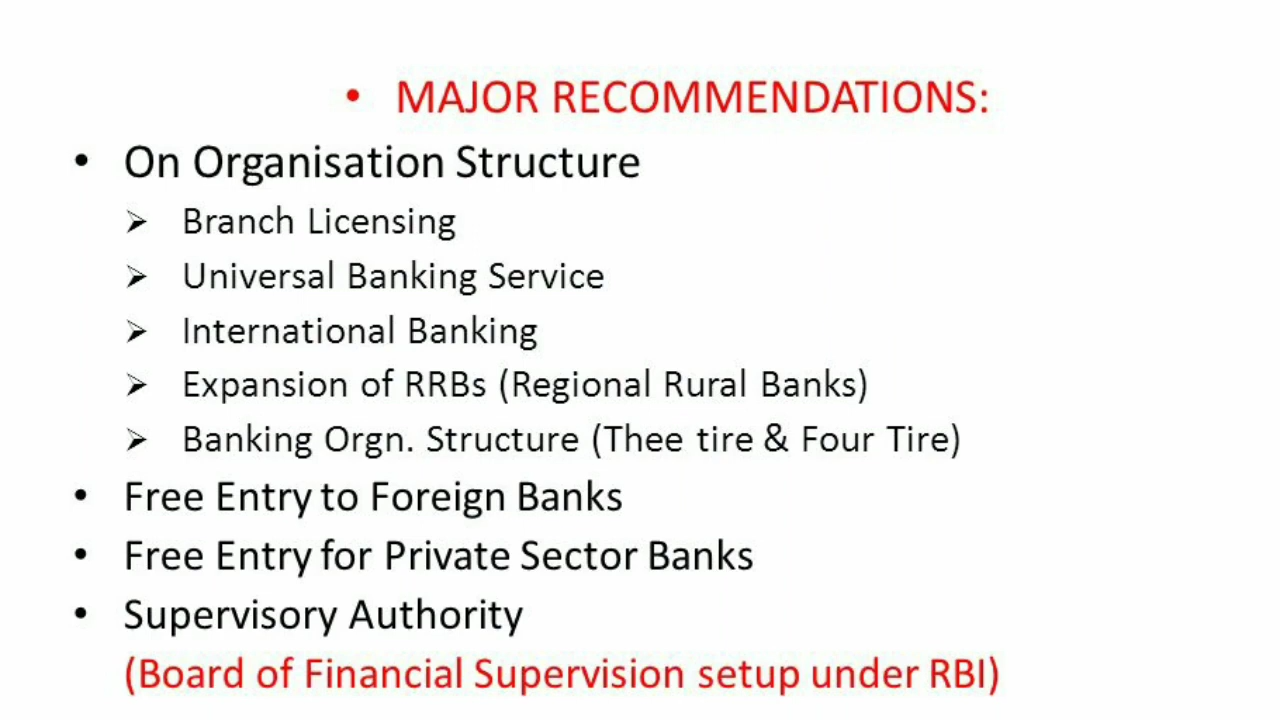 • MAJOR RECOMMENDATIONS:
• On Organisation Structure
➢ Branch Licensing
➢ Universal Banking Service
➢ International Banking
➢ Expansion of RRBs (Regional Rural Banks)
➢ Banking Orgn. Structure (Thee tire & Four Tire)
• Free Entry to Foreign Banks
• Free Entry for Private Sector Banks
• Supervisory Authority
(Board of Financial Supervision setup under RBI)